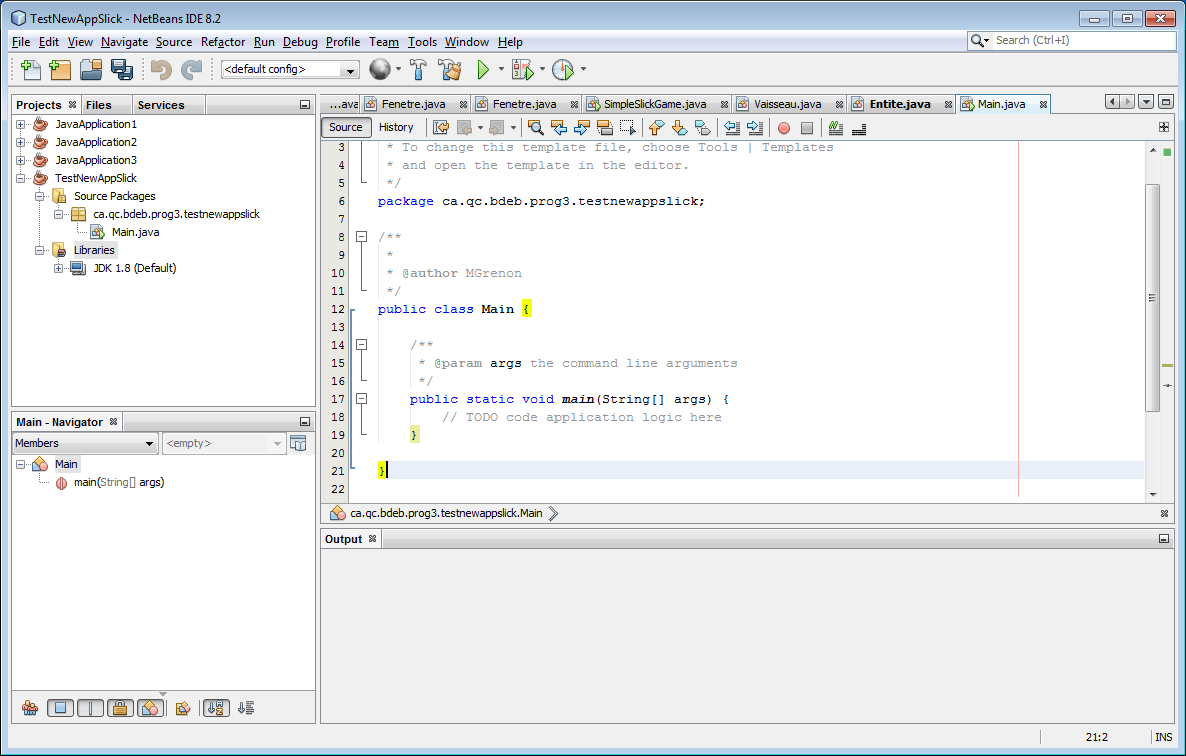 TestNewAppSlick - NetBeans IDE 8.2
File Edit View Navigate Source Refactor Run Debug Profile Team Tools Window Help
Search (Ctrl+I)
<default config>
Projects Files Services
JavaApplication1
JavaApplication2
JavaApplication3
TestNewAppSlick
Source Packages
ca.qc.bdeb.prog3.testnewappslick
Main.java
Libraries
JDK 1.8 (Default)
Main - Navigator
Members <empty>
Main
main(String[] args)
...ava Fenetre.java Fenetre.java SimpleSlickGame.java Vaisseau.java Entite.java Main.java
Source History
3 * To change this template file, choose Tools | Templates
4 * and open the template in the editor.
5 */
6 package ca.qc.bdeb.prog3.testnewappslick;
7
8 /**
9 *
10 * @author MGrenon
11 */
12 public class Main {
13
14 /**
15 * @param args the command line arguments
16 */
17 public static void main(String[] args) {
18 // TODO code application logic here
19 }
20
21 }
22
ca.qc.bdeb.prog3.testnewappslick.Main
Output
21:2 INS